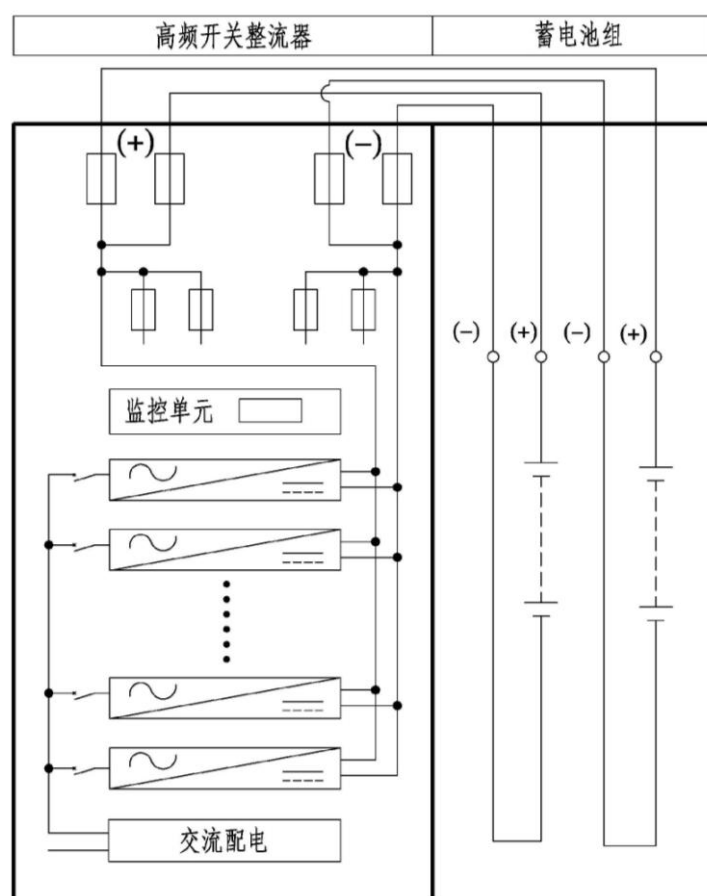 高频开关整流器 蓄电池组
(+) (−)
(−) (+) (−) (+)
监控单元
交流配电